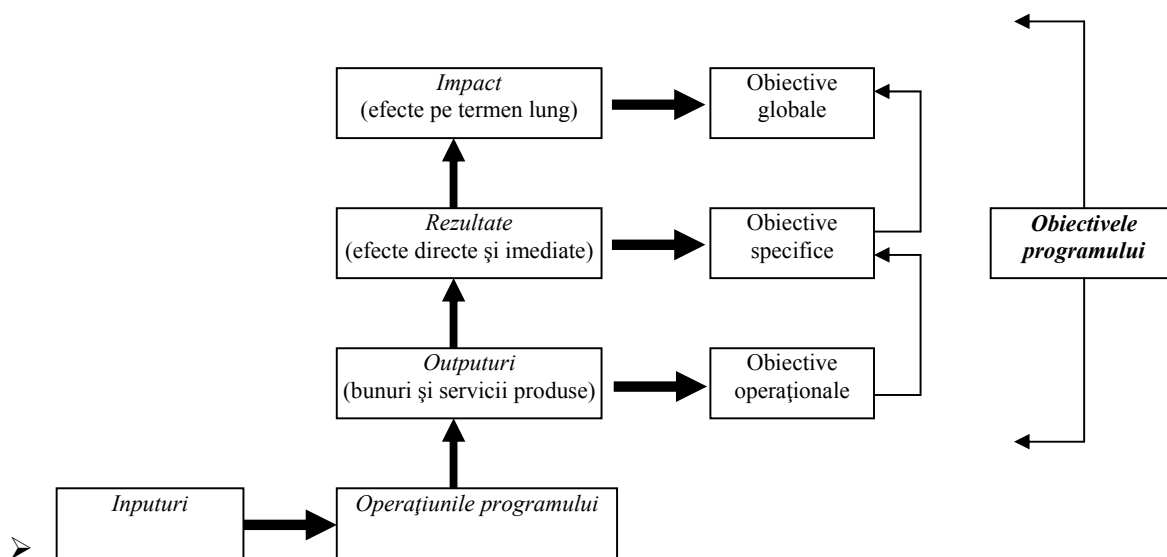 Impact
(efecte pe termen lung)
Obiective
globale
Rezultate
(efecte directe şi imediate)
Obiective
specifice
Obiectivele
programului
Outputuri
(bunuri şi servicii produse)
Obiective
operaţionale
Inputuri
Operaţiunile programului